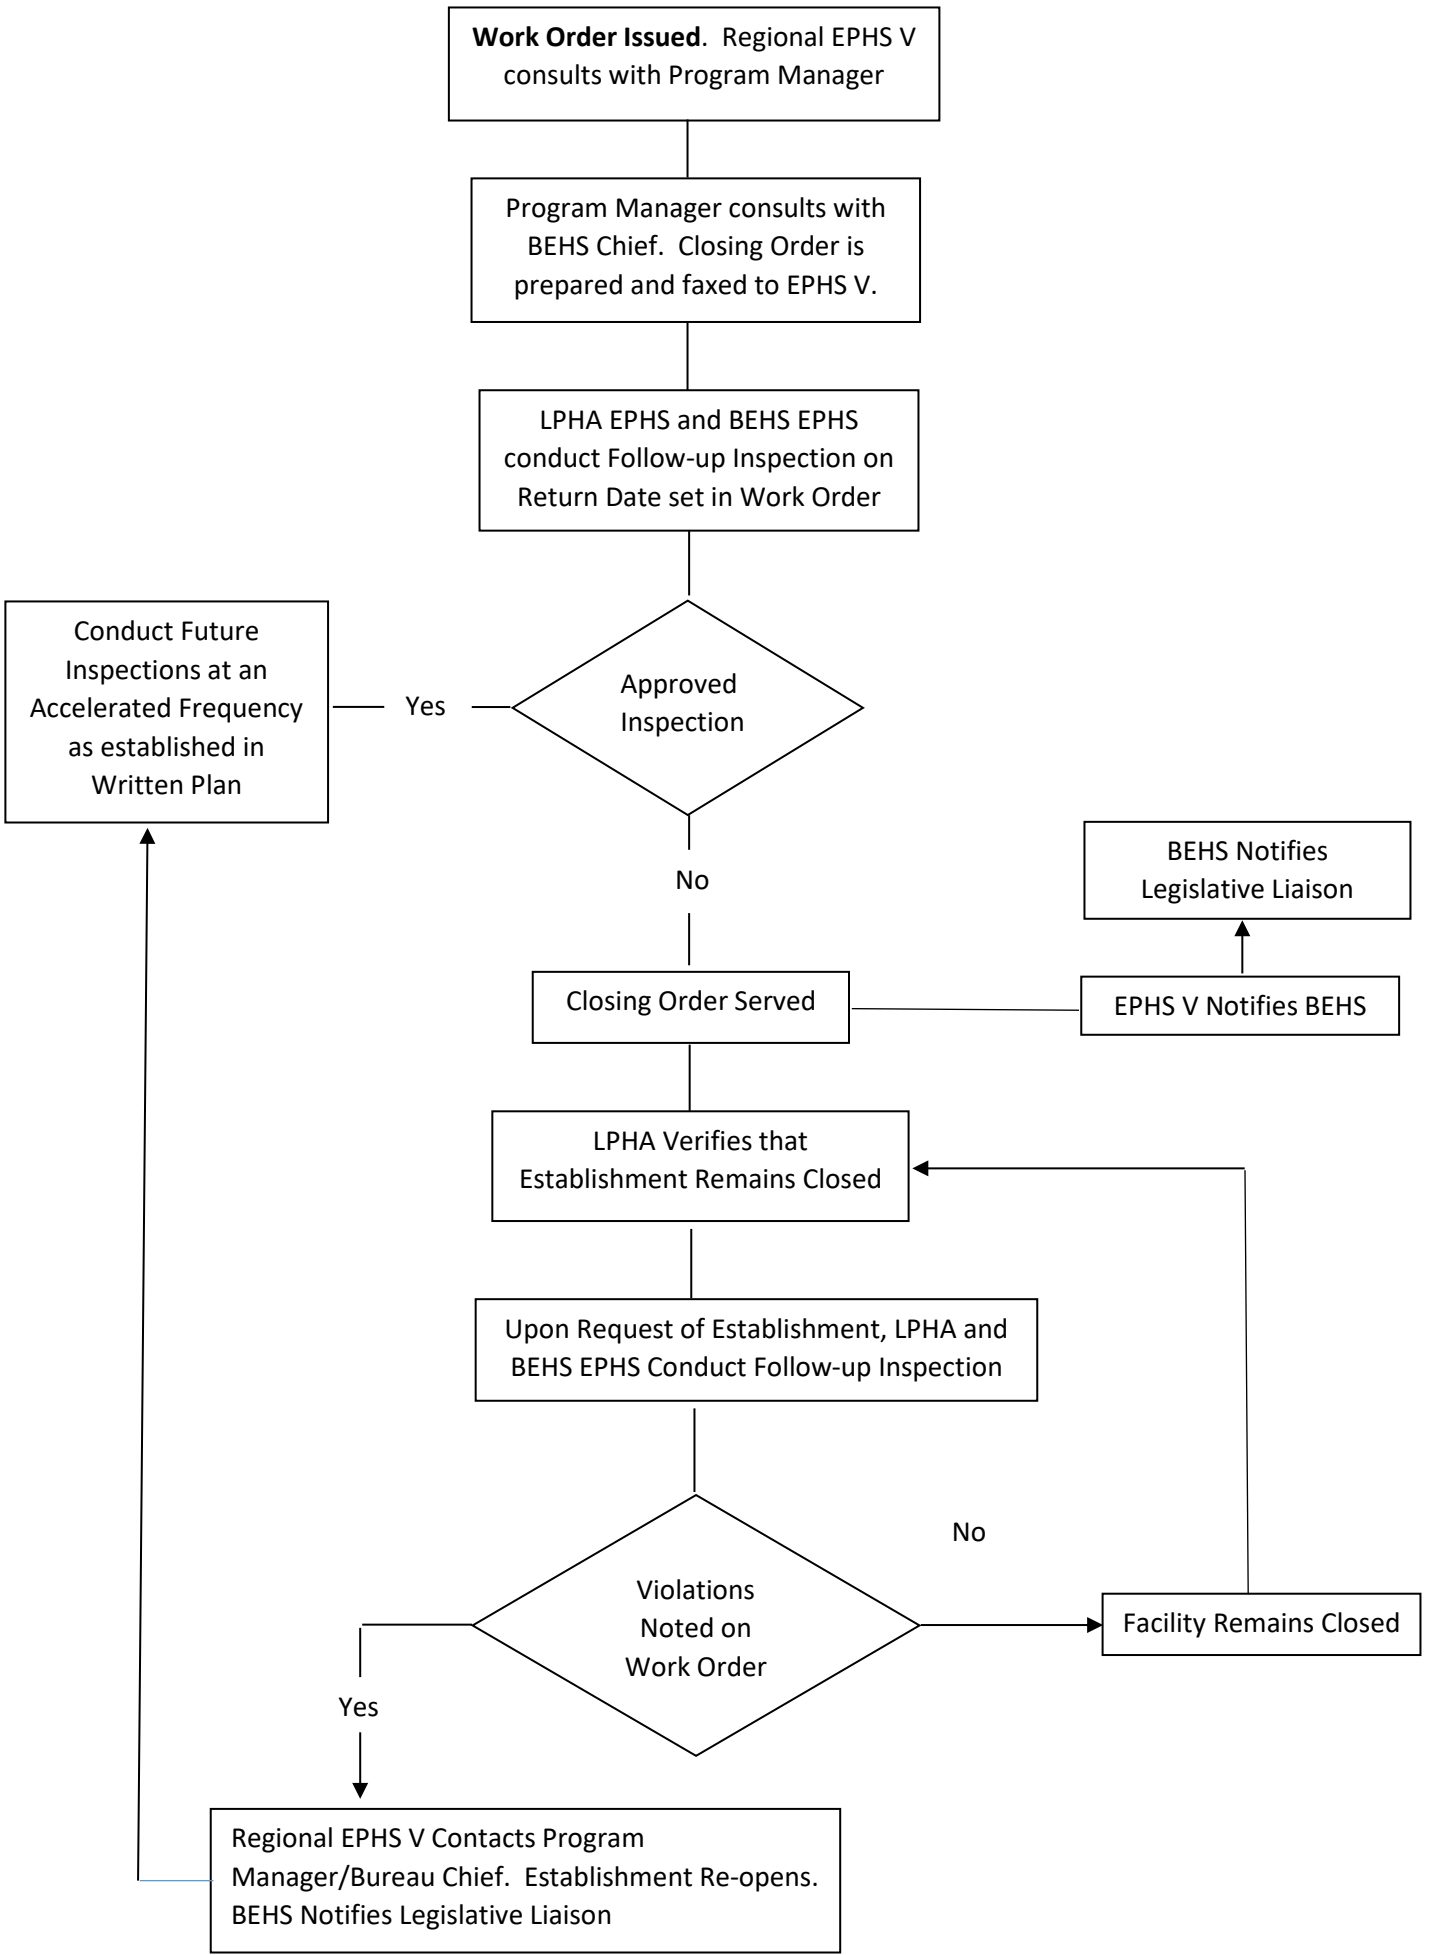 Work Order Issued. Regional EPHS V
consults with Program Manager
Program Manager consults with
BEHS Chief. Closing Order is
prepared and faxed to EPHS V.
LPHA EPHS and BEHS EPHS
conduct Follow-up Inspection on
Return Date set in Work Order
Conduct Future
Inspections at an
Accelerated Frequency
as established in
Written Plan
Yes
Approved
Inspection
No
BEHS Notifies
Legislative Liaison
Closing Order Served
EPHS V Notifies BEHS
LPHA Verifies that
Establishment Remains Closed
Upon Request of Establishment, LPHA and
BEHS EPHS Conduct Follow-up Inspection
No
Violations
Noted on
Work Order
Facility Remains Closed
Yes
Regional EPHS V Contacts Program
Manager/Bureau Chief. Establishment Re-opens.
BEHS Notifies Legislative Liaison